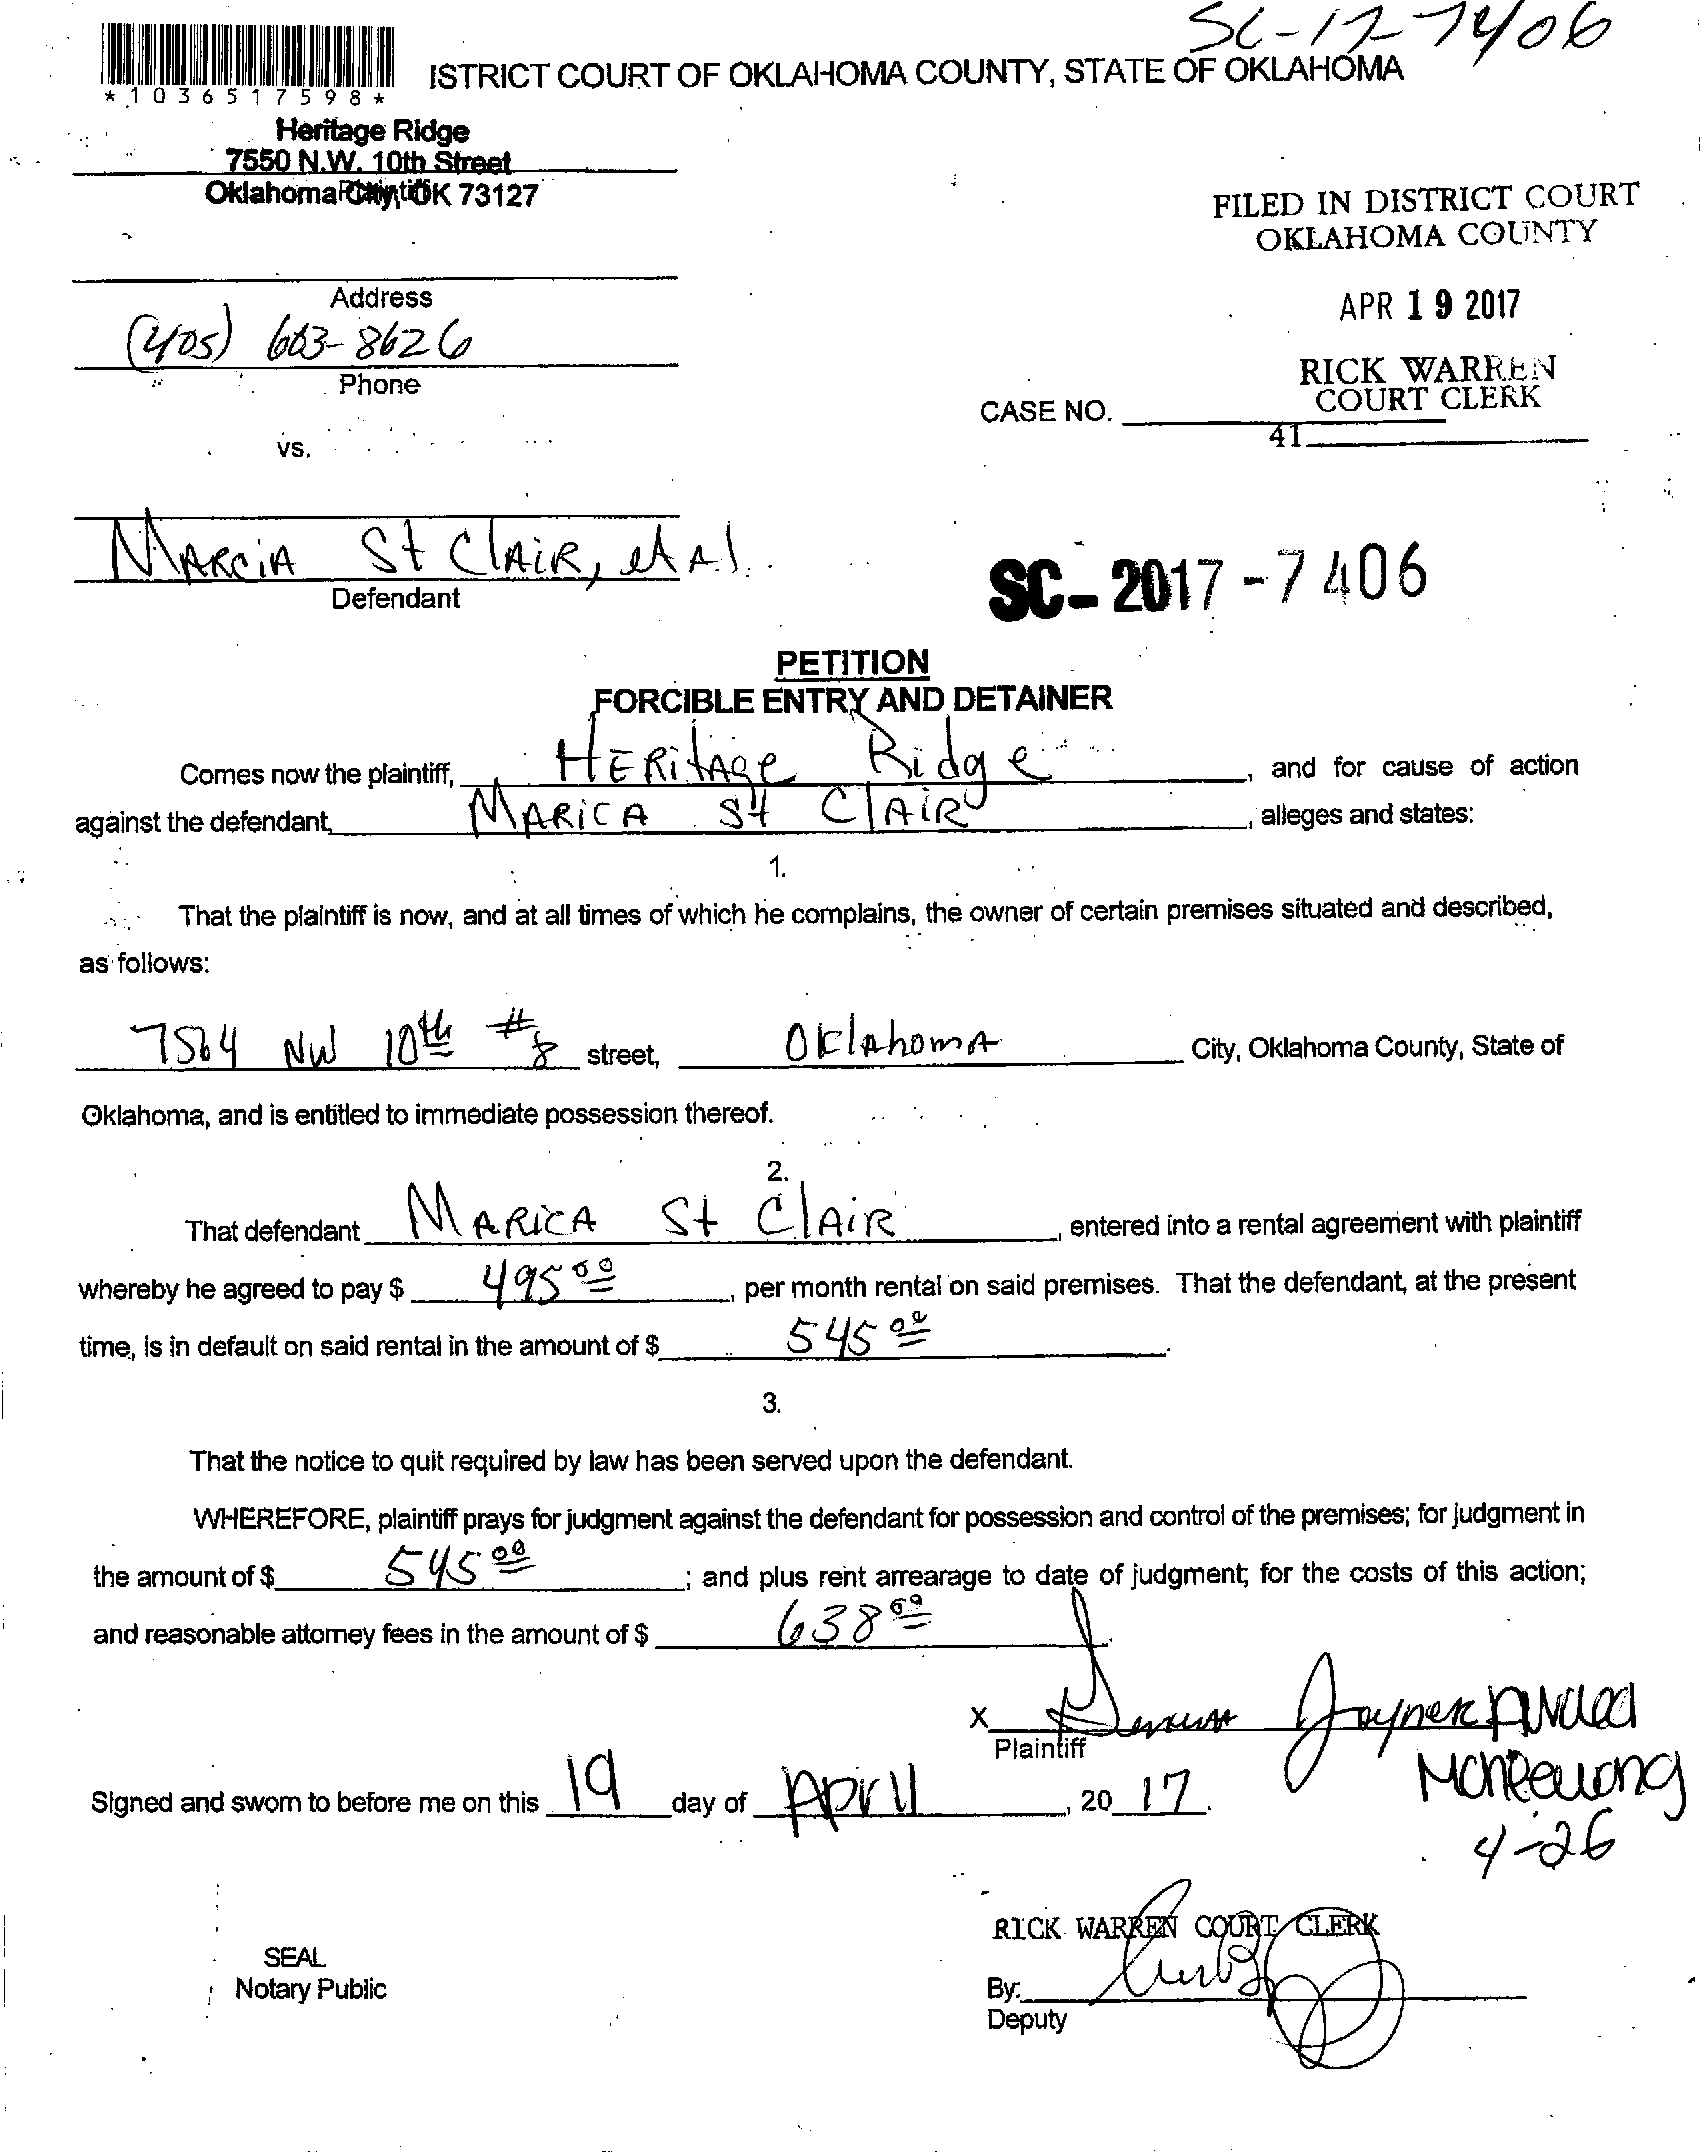 SC-17-7406
ISTRICT COURT OF OKLAHOMA COUNTY, STATE OF OKLAHOMA
*1036517598*
Heritage Ridge
7550 N.W. 10th Street
Oklahoma City, OK 73127
Plaintiff
FILED IN DISTRICT COURT
OKLAHOMA COUNTY
Address
APR 19 2017
(405) 603-8626
Phone
RICK WARREN
COURT CLERK
CASE NO.
41
vs.
MARCIA St CLAIR, et Al.
Defendant
SC-2017-7406
PETITION
FORCIBLE ENTRY AND DETAINER
Comes now the plaintiff, HERitAge Ridge, and for cause of action
against the defendant, MARICA St CLAIR, alleges and states:
1.
That the plaintiff is now, and at all times of which he complains, the owner of certain premises situated and described,
as follows:
7564 NW 10th #8 street, OklAhomA City, Oklahoma County, State of
Oklahoma, and is entitled to immediate possession thereof.
2.
That defendant MARICA St CLAIR, entered into a rental agreement with plaintiff
whereby he agreed to pay $ 495 00, per month rental on said premises. That the defendant, at the present
time, is in default on said rental in the amount of $ 545 00.
3.
That the notice to quit required by law has been served upon the defendant.
WHEREFORE, plaintiff prays for judgment against the defendant for possession and control of the premises; for judgment in
the amount of $ 545 00; and plus rent arrearage to date of judgment; for the costs of this action;
and reasonable attorney fees in the amount of $ 638 00
X Joyner
Plaintiff
Signed and sworn to before me on this 19 day of April, 20 17.
4-26
RICK WARREN COURT CLERK
SEAL
Notary Public
By:
Deputy